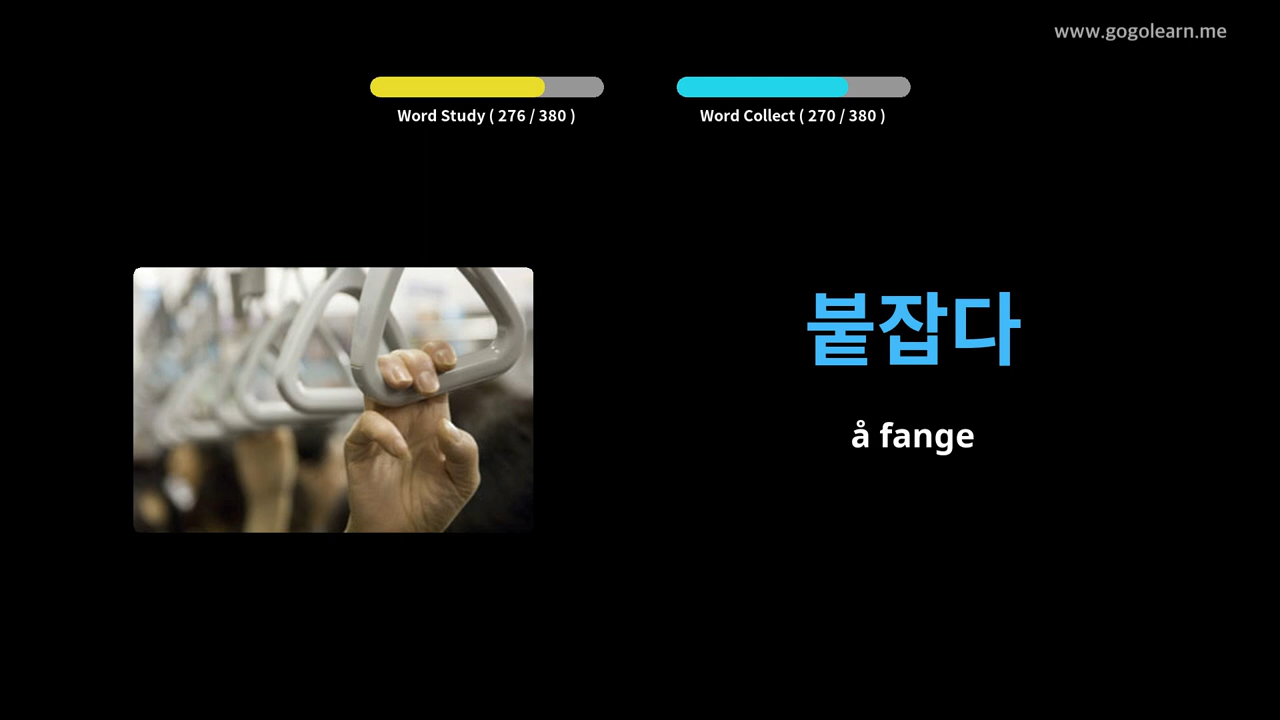 www.gogolearn.me
Word Study ( 276 / 380 )
Word Collect ( 270 / 380 )
붙잡다
å fange